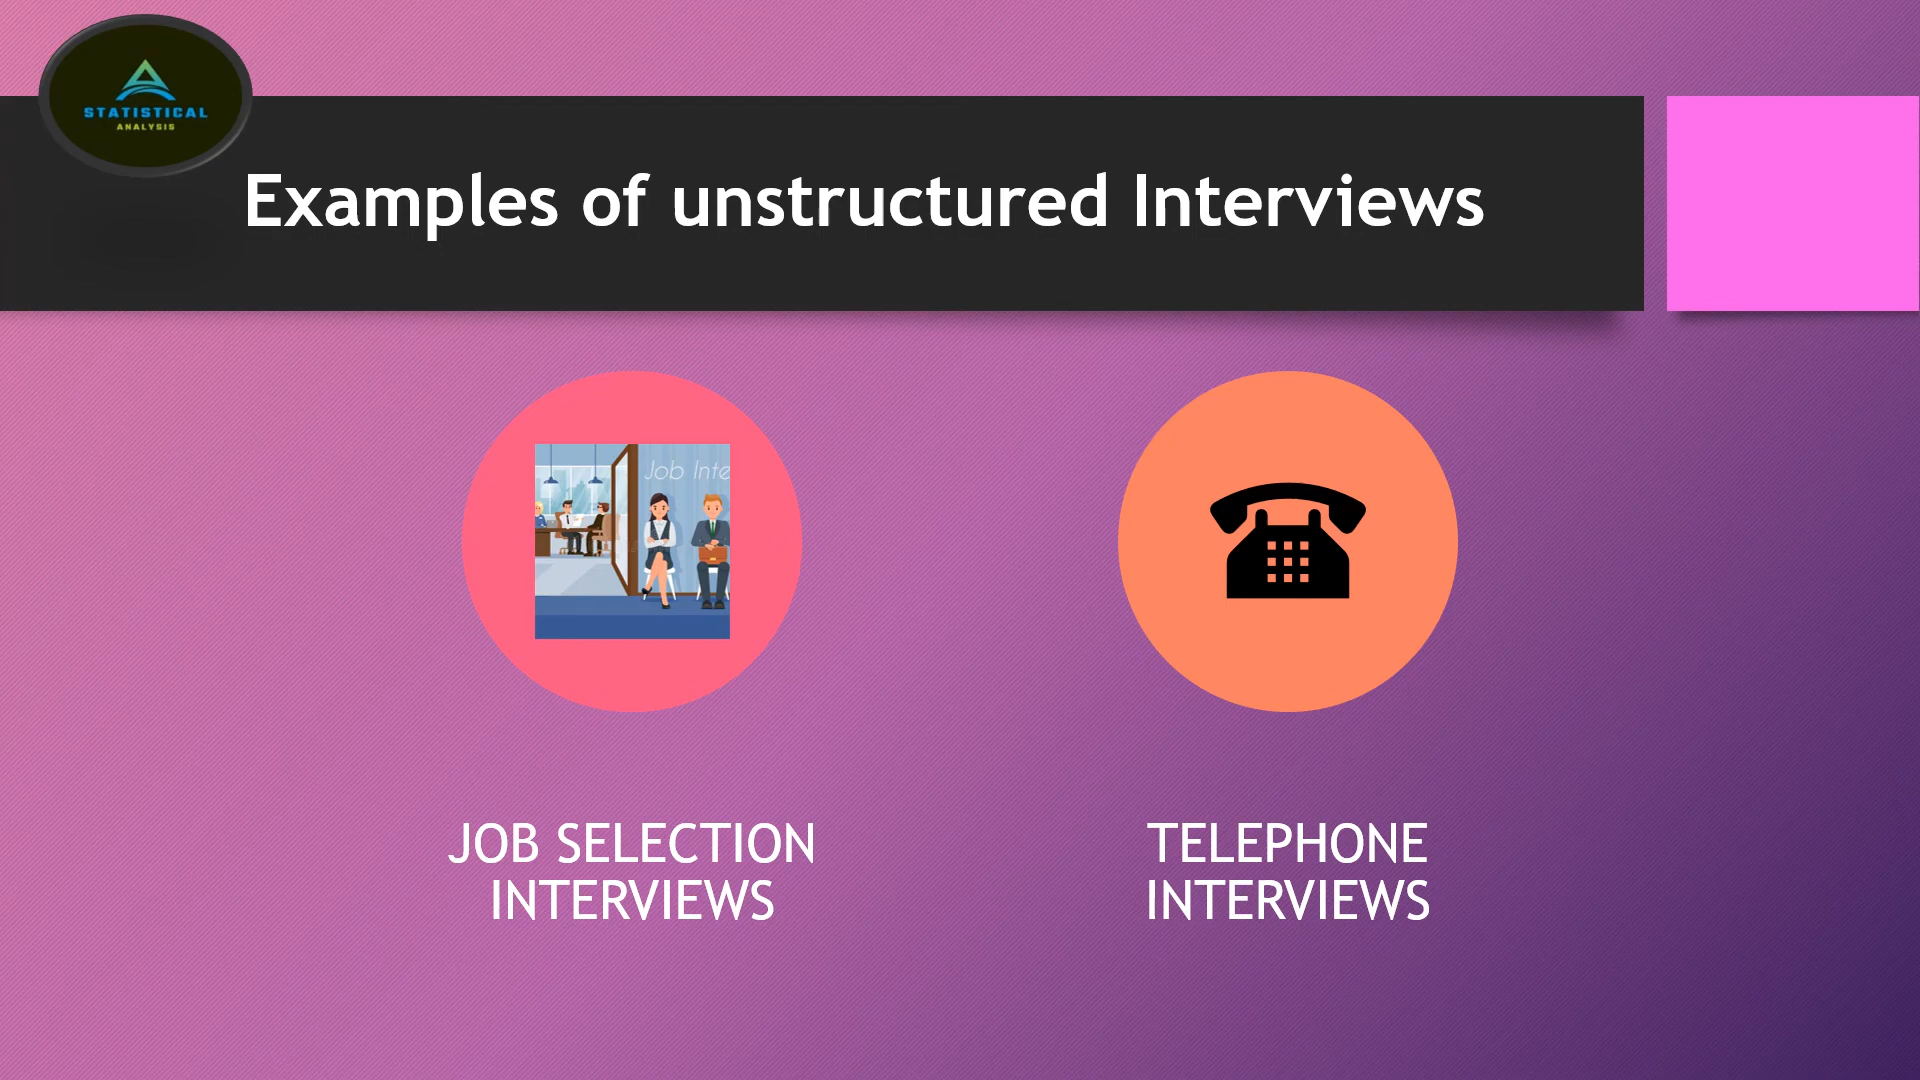 STATISTICAL
ANALYSIS
Examples of unstructured Interviews
Job Inte
JOB SELECTION
INTERVIEWS
TELEPHONE
INTERVIEWS